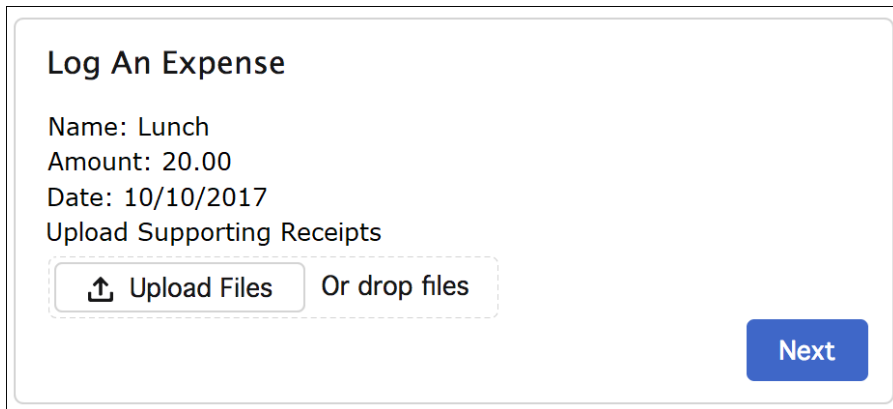 Log An Expense
Name: Lunch
Amount: 20.00
Date: 10/10/2017
Upload Supporting Receipts
Upload Files Or drop files
Next